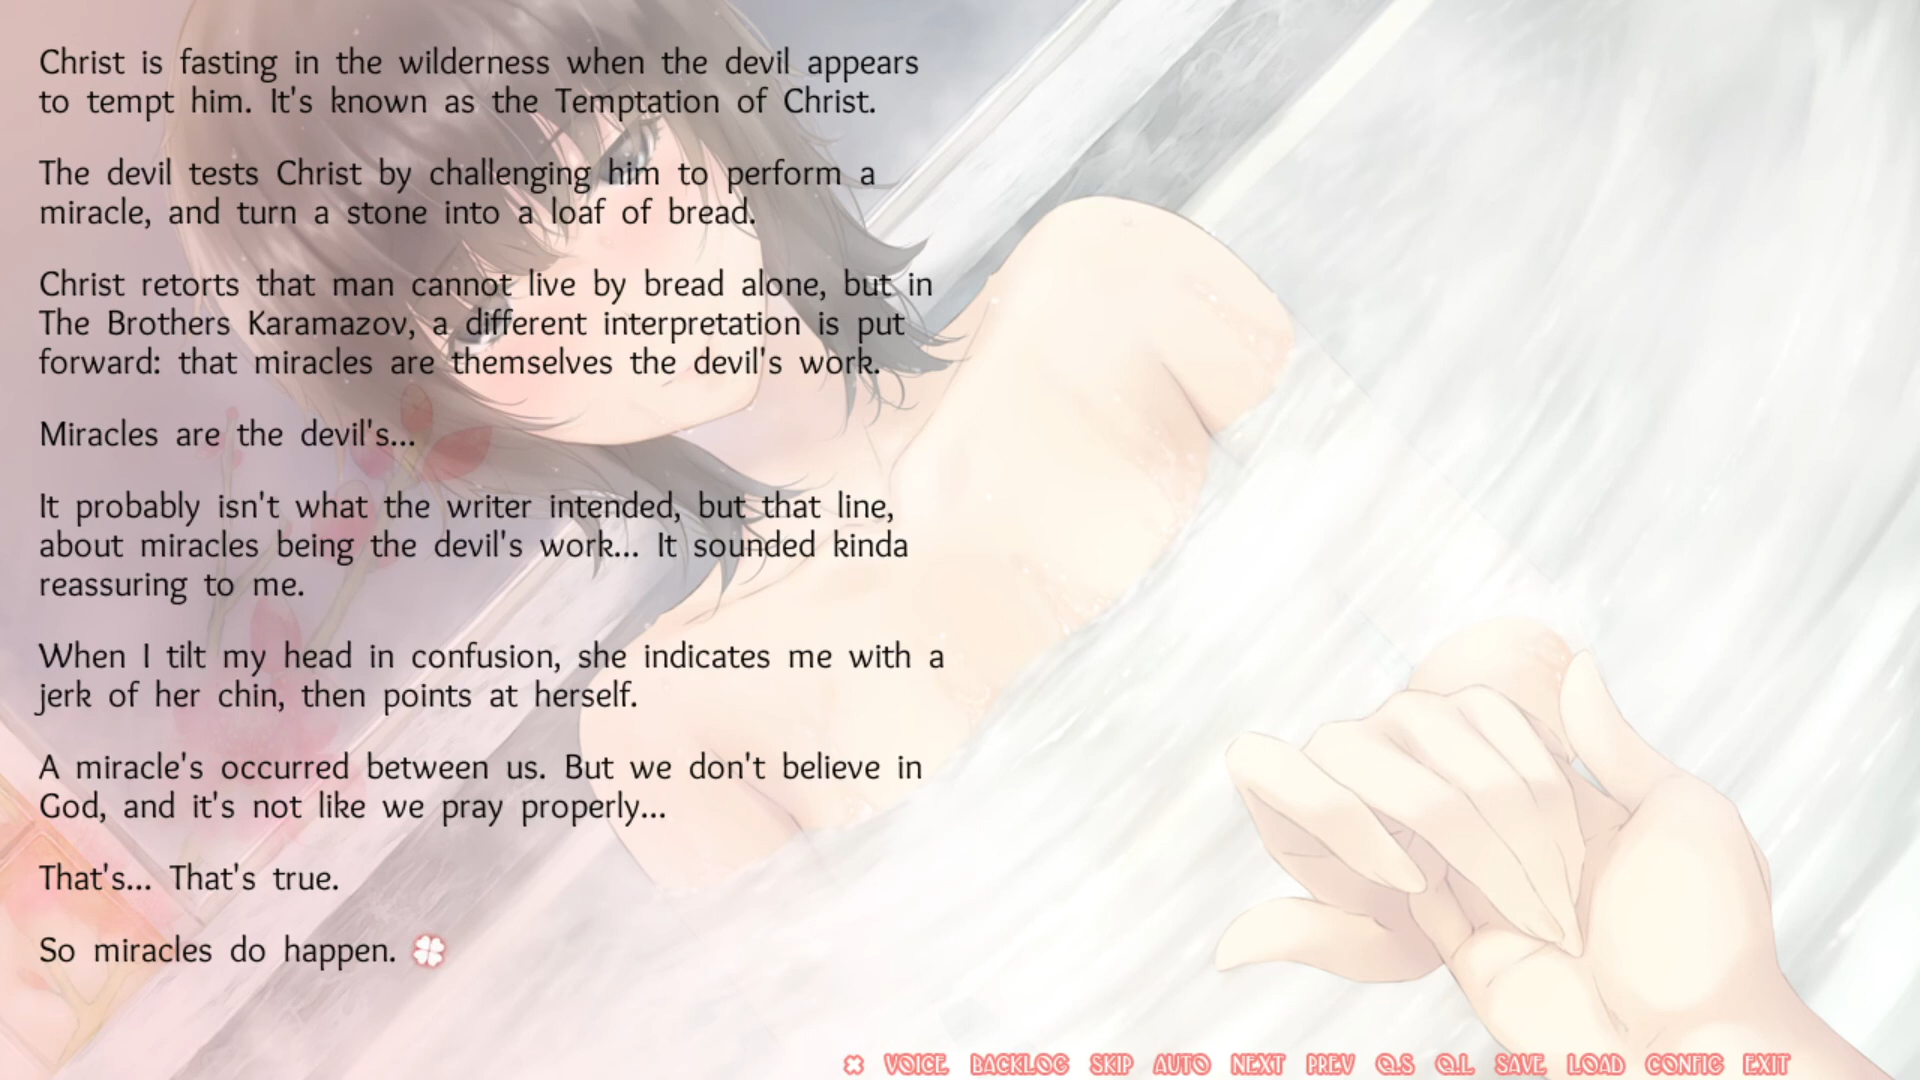 Christ is fasting in the wilderness when the devil appears
to tempt him. It's known as the Temptation of Christ.
The devil tests Christ by challenging him to perform a
miracle, and turn a stone into a loaf of bread.
Christ retorts that man cannot live by bread alone, but in
The Brothers Karamazov, a different interpretation is put
forward: that miracles are themselves the devil's work.
Miracles are the devil's...
It probably isn't what the writer intended, but that line,
about miracles being the devil's work... It sounded kinda
reassuring to me.
When I tilt my head in confusion, she indicates me with a
jerk of her chin, then points at herself.
A miracle's occurred between us. But we don't believe in
God, and it's not like we pray properly...
That's... That's true.
So miracles do happen.
VOICE BACKLOG SKIP AUTO NEXT PREV Q.S Q.L SAVE LOAD CONFIG EXIT